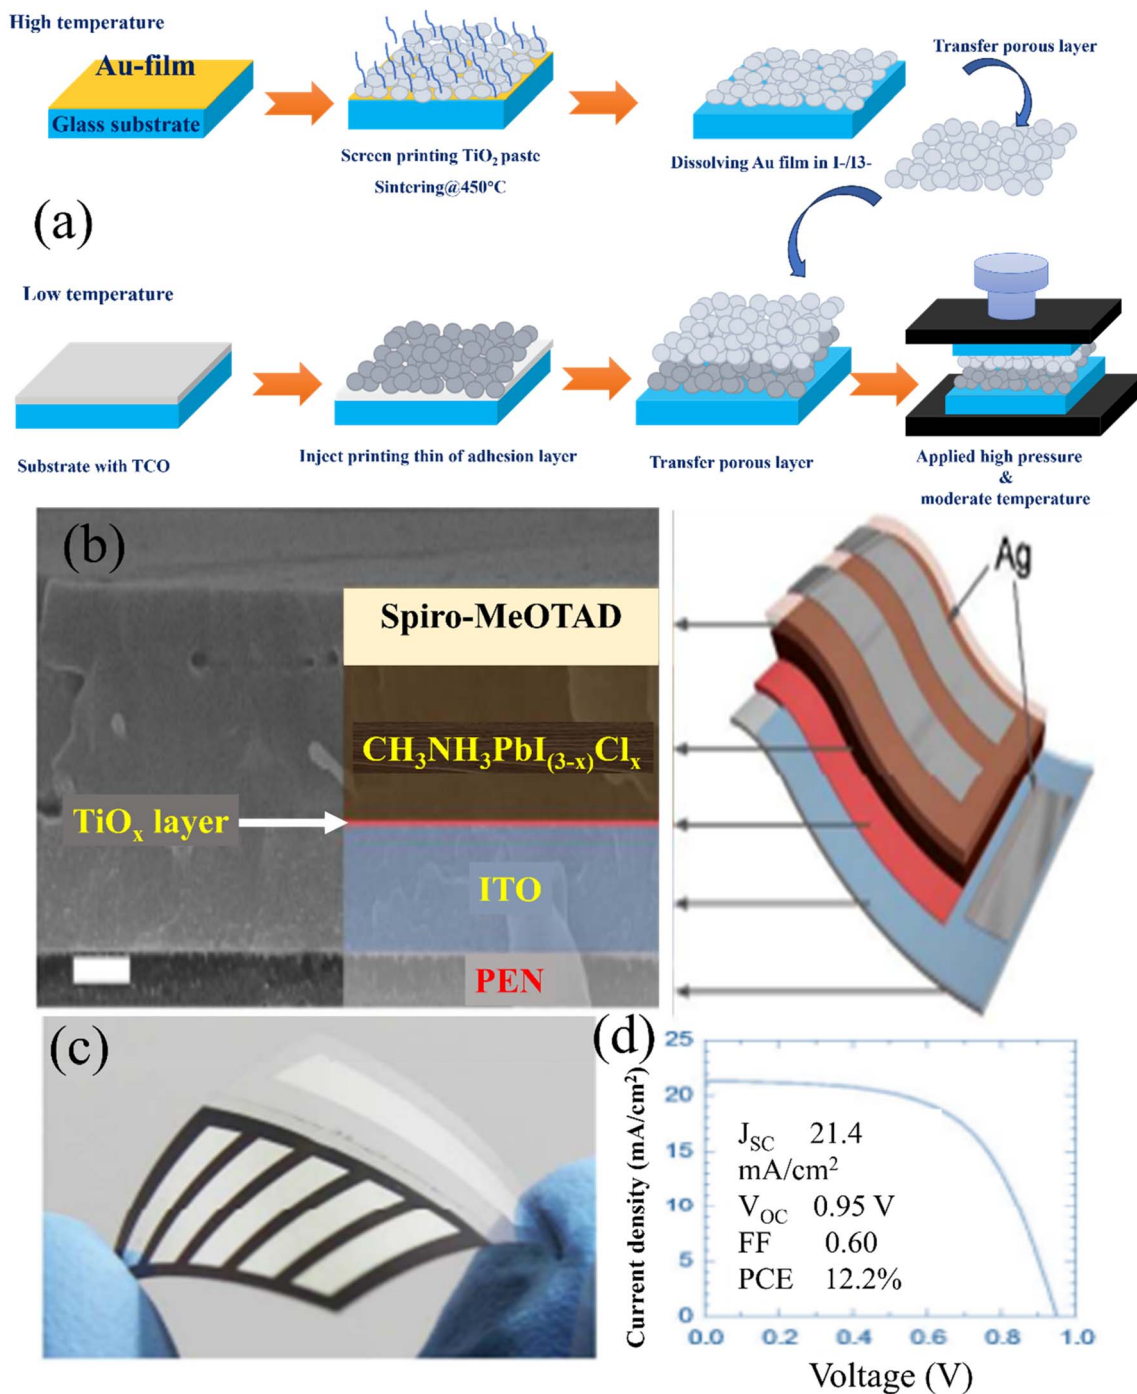 High temperature
Au-film
Glass substrate
Screen printing TiO₂ paste
Sintering@450°C
Dissolving Au film in I-/I3-
Transfer porous layer
(a)
Low temperature
Substrate with TCO
Inject printing thin of adhesion layer
Transfer porous layer
Applied high pressure
&
moderate temperature
(b)
Spiro-MeOTAD
CH₃NH₃PbI₍₃₋ₓ₎Clₓ
TiOₓ layer
ITO
PEN
Ag
(c)
(d)
Current density (mA/cm²)
25
20
15
10
5
0
J_SC 21.4
mA/cm²
V_OC 0.95 V
FF 0.60
PCE 12.2%
0.0 0.2 0.4 0.6 0.8 1.0
Voltage (V)